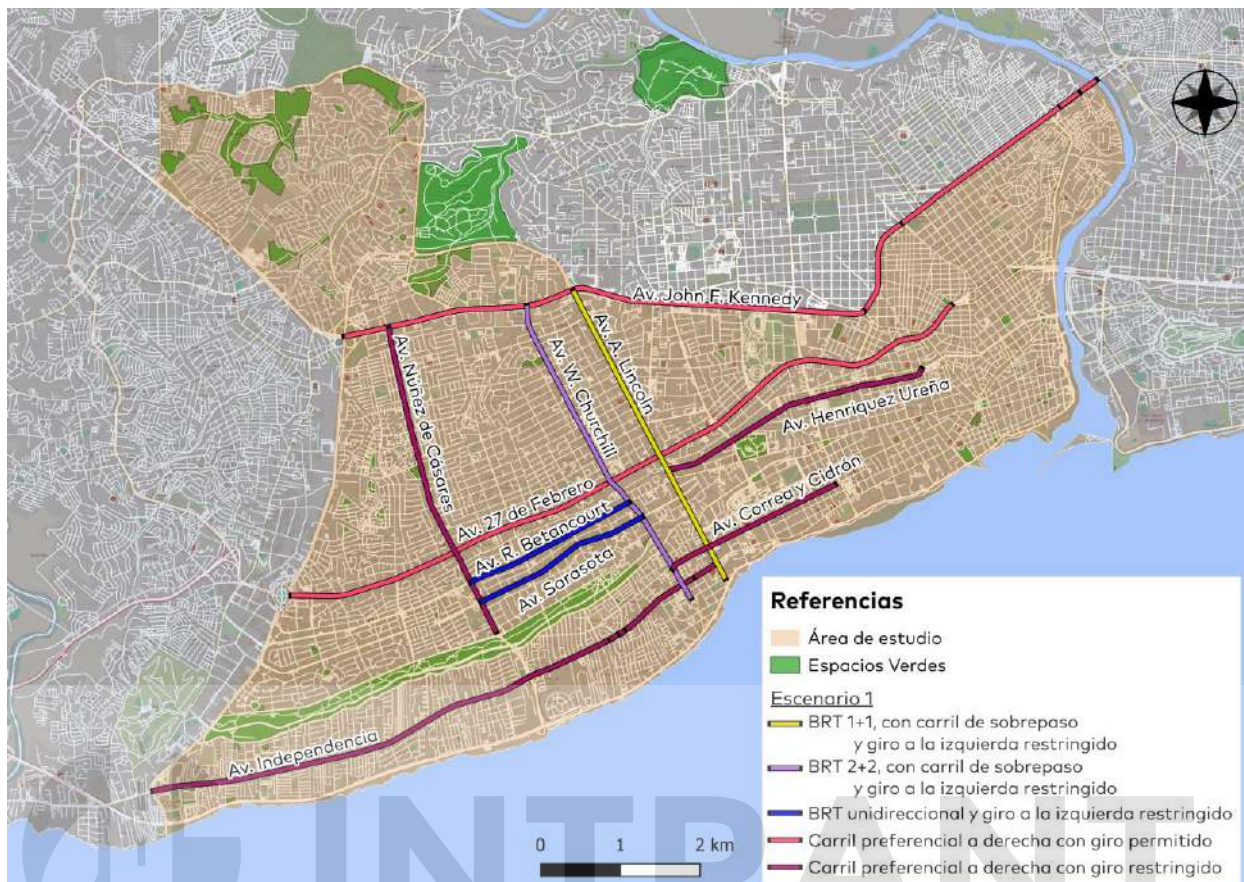 Av. John F. Kennedy
Av. Núñez de Cásares
Av. W. Churchill
Av. A. Lincoln
Av. Henriquez Ureña
Av. 27 de Febrero
Av. R. Betancourt
Av. Correa y Cidrón
Av. Sarasota
Av. Independencia
Referencias
Área de estudio
Espacios Verdes
Escenario 1
BRT 1+1, con carril de sobrepaso
y giro a la izquierda restringido
BRT 2+2, con carril de sobrepaso
y giro a la izquierda restringido
BRT unidireccional y giro a la izquierda restringido
Carril preferencial a derecha con giro permitido
Carril preferencial a derecha con giro restringido
0 1 2 km
INTRANT